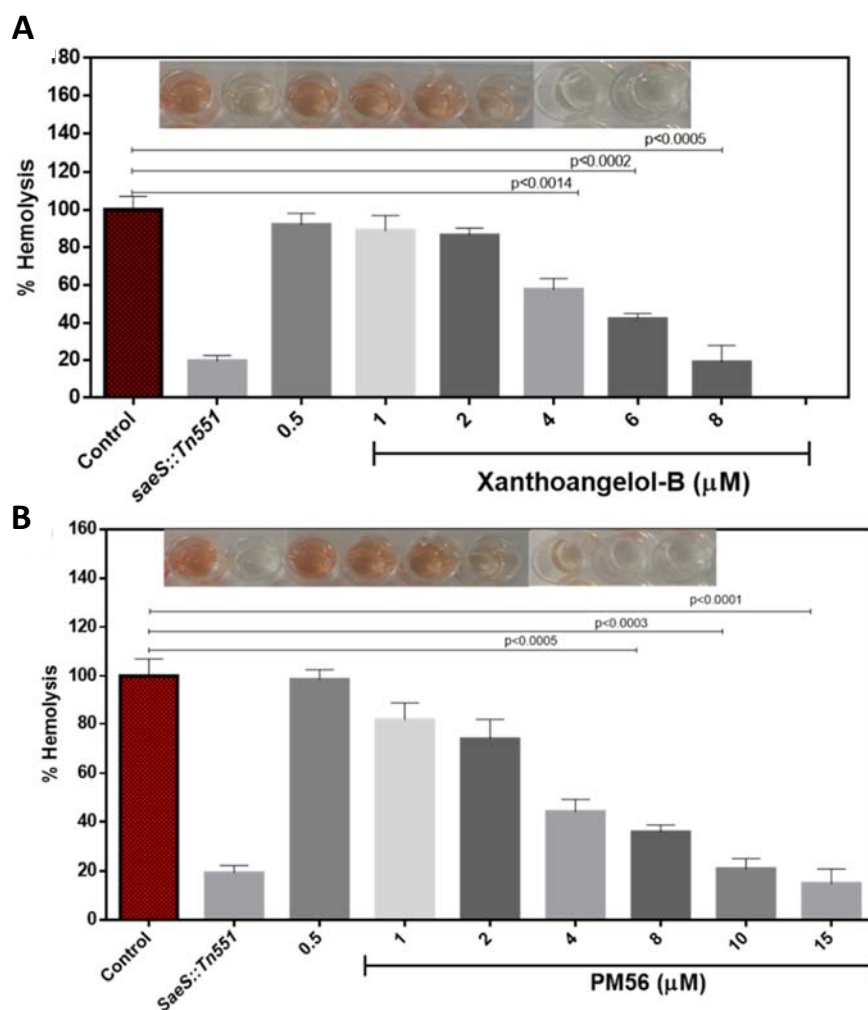 A
180
160
140
120
100
80
60
40
20
0
% Hemolysis
p<0.0005
p<0.0002
p<0.0014
Control
saeS::Tn551
0.5
1
2
4
6
8
Xanthoangelol-B (μM)
B
160
140
120
100
80
60
40
20
0
% Hemolysis
p<0.0001
p<0.0003
p<0.0005
Control
SaeS::Tn551
0.5
1
2
4
8
10
15
PM56 (μM)